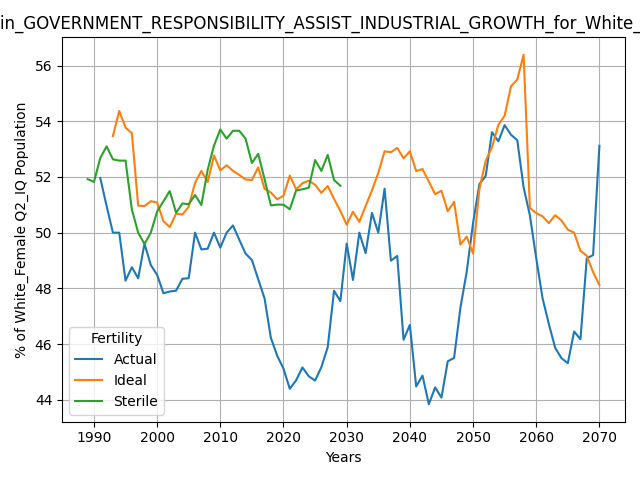 in_GOVERNMENT_RESPONSIBILITY_ASSIST_INDUSTRIAL_GROWTH_for_White_
% of White_Female Q2_IQ Population
56
54
52
50
48
46
44
Fertility
Actual
Ideal
Sterile
1990 2000 2010 2020 2030 2040 2050 2060 2070
Years